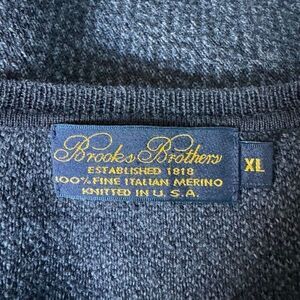 Brooks Brothers
ESTABLISHED 1818
100% FINE ITALIAN MERINO
KNITTED IN U.S.A.
XL